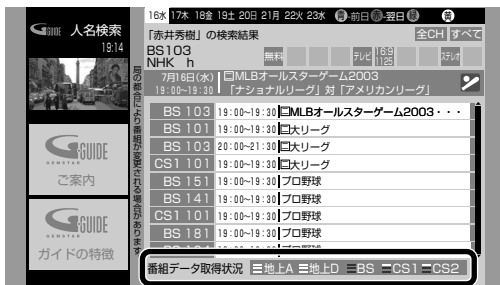 G-GUIDE 人名検索
19:14
16水 17木 18金 19土 20日 21月 22火 23水 青-前日 赤-翌日 緑 黄
「赤井秀樹」の検索結果 全CH すべて
BS103
NHK h 無料 テレビ 16:9 1125 ステレオ
7月16日(水) 19:00~19:30 MLBオールスターゲーム2003
「ナショナルリーグ」対「アメリカンリーグ」
局の都合により番組が変更される場合があります
BS 103 19:00~19:30 MLBオールスターゲーム2003・・・
BS 101 19:00~19:30 大リーグ
BS 103 20:00~21:30 大リーグ
CS1 101 19:00~19:30 大リーグ
BS 151 19:00~19:30 プロ野球
BS 141 19:00~19:30 プロ野球
CS1 101 19:00~19:30 プロ野球
BS 181 19:00~19:30 プロ野球
番組データ取得状況 地上A 地上D BS CS1 CS2
G-GUIDE
GEMSTAR
ご案内
G-GUIDE
GEMSTAR
ガイドの特徴